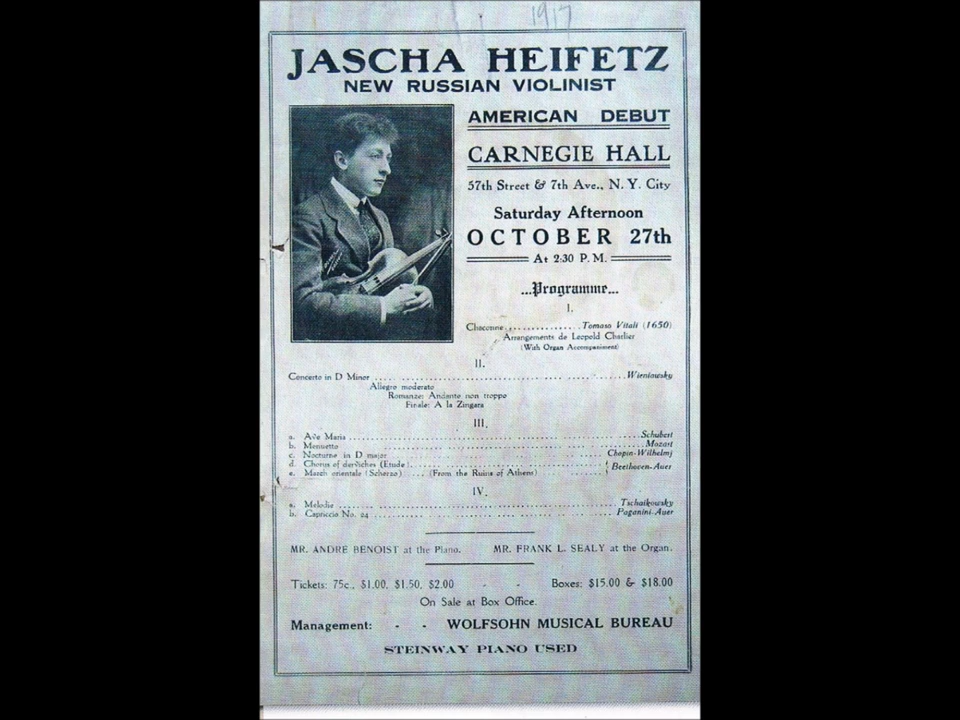 1917
JASCHA HEIFETZ
NEW RUSSIAN VIOLINIST
AMERICAN DEBUT
CARNEGIE HALL
57th Street & 7th Ave., N. Y. City
Saturday Afternoon
OCTOBER 27th
At 2:30 P. M.
...Programme...
I.
Chaconne..............Tomaso Vitali (1650)
Arrangements de Leopold Charlier
(With Organ Accompaniment)
II.
Concerto in D Minor ............ Wieniawsky
Allegro moderato
Romanze: Andante non troppo
Finale: A la Zingara
III.
a. Ave Maria ............ Schubert
b. Menuetto ............ Mozart
c. Nocturne in D major ............ Chopin-Wilhelmj
d. Chorus of derviches (Etude)............
e. March orientale (Scherzo) .... (From the Ruins of Athens) } Beethoven-Auer
IV.
a. Melodie ............ Tschaikowsky
b. Capriccio No. 24 ............ Paganini-Auer
MR. ANDRÉ BENOIST at the Piano. MR. FRANK L. SEALY at the Organ.
Tickets: 75c., $1.00, $1.50, $2.00 - - Boxes: $15.00 & $18.00
On Sale at Box Office.
Management: - - WOLFSOHN MUSICAL BUREAU
STEINWAY PIANO USED